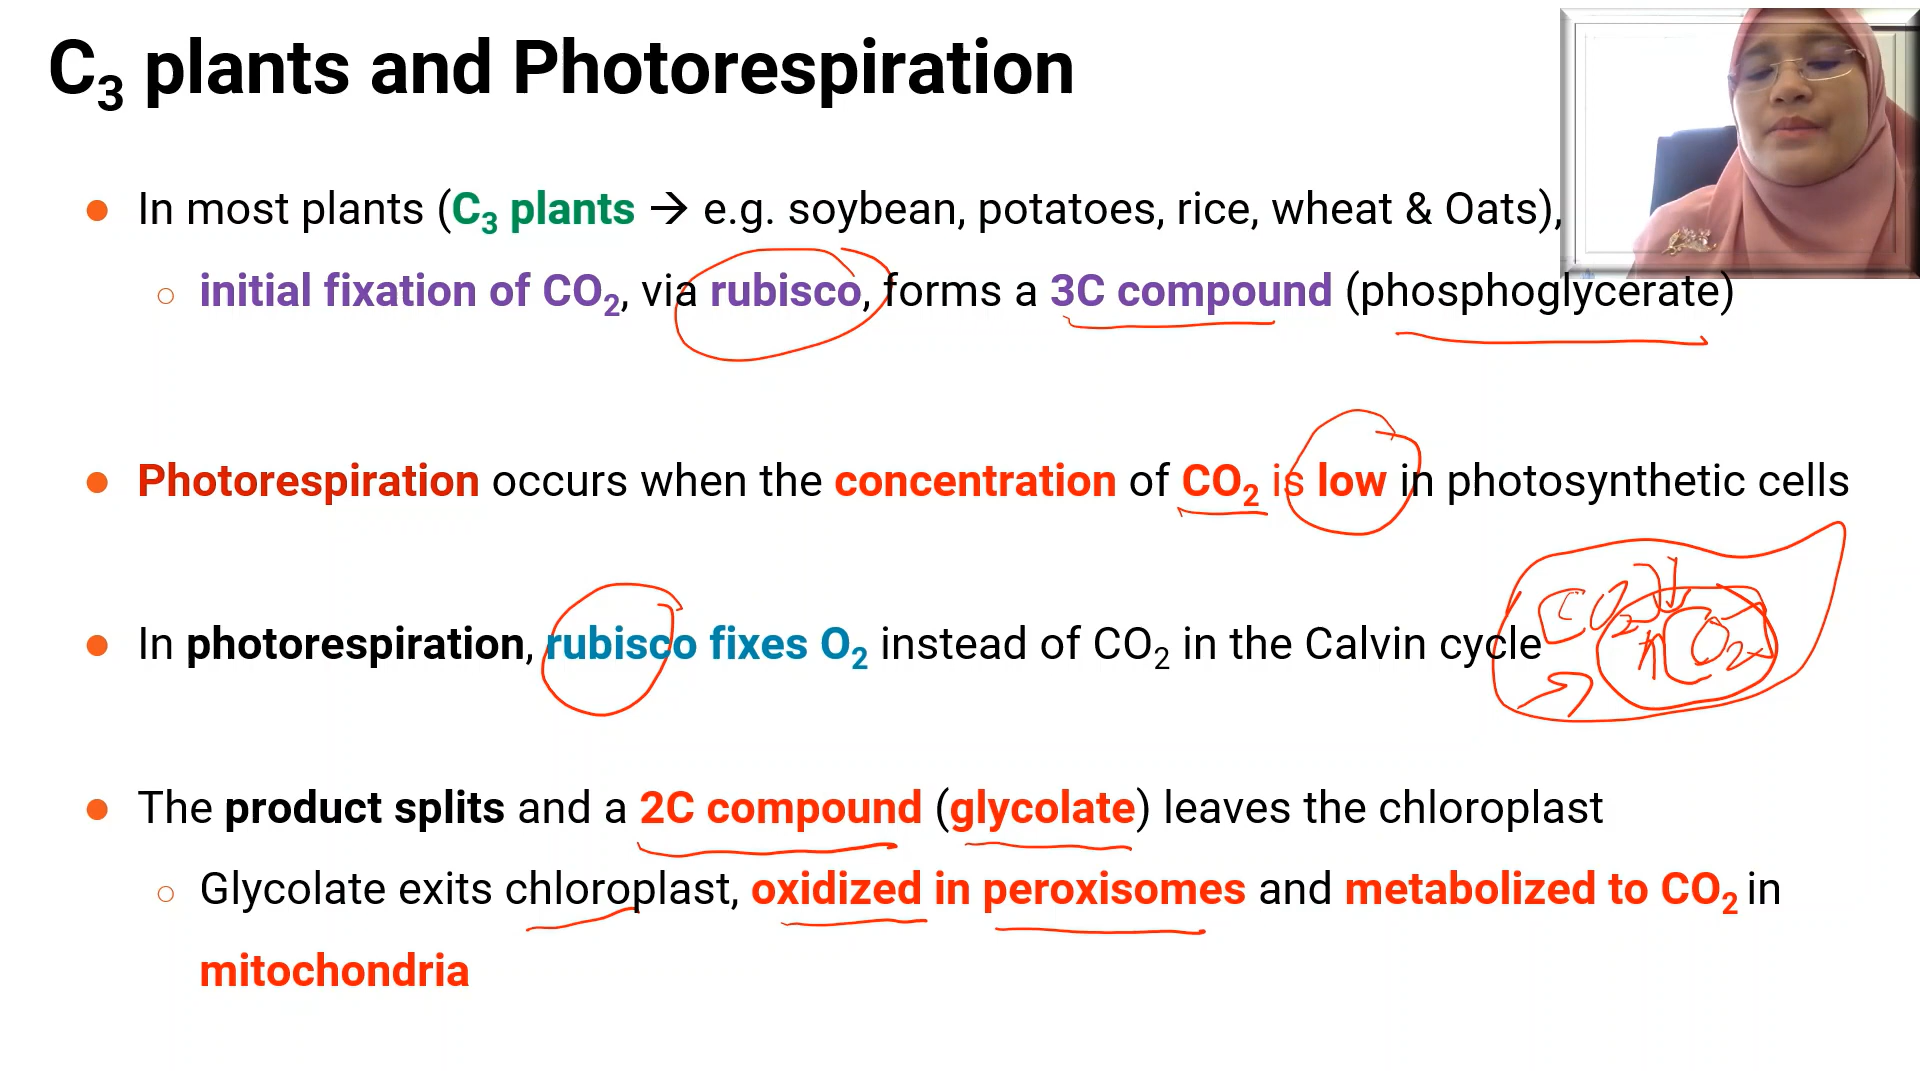 C₃ plants and Photorespiration
● In most plants (C₃ plants → e.g. soybean, potatoes, rice, wheat & Oats),
○ initial fixation of CO₂, via rubisco, forms a 3C compound (phosphoglycerate)
● Photorespiration occurs when the concentration of CO₂ is low in photosynthetic cells
CO₂ ↓
● In photorespiration, rubisco fixes O₂ instead of CO₂ in the Calvin cycle
↑ O₂
● The product splits and a 2C compound (glycolate) leaves the chloroplast
○ Glycolate exits chloroplast, oxidized in peroxisomes and metabolized to CO₂ in
mitochondria